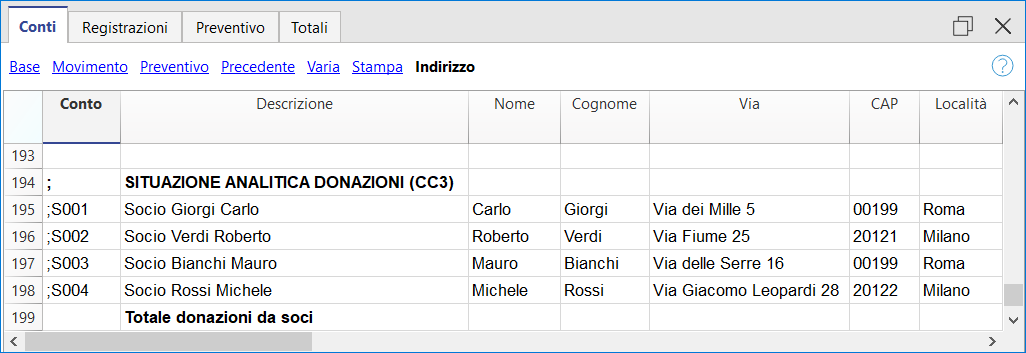 Conti Registrazioni Preventivo Totali
Base Movimento Preventivo Precedente Varia Stampa Indirizzo ?
Conto Descrizione Nome Cognome Via CAP Località
193
194 ; SITUAZIONE ANALITICA DONAZIONI (CC3)
195 ;S001 Socio Giorgi Carlo Carlo Giorgi Via dei Mille 5 00199 Roma
196 ;S002 Socio Verdi Roberto Roberto Verdi Via Fiume 25 20121 Milano
197 ;S003 Socio Bianchi Mauro Mauro Bianchi Via delle Serre 16 00199 Roma
198 ;S004 Socio Rossi Michele Michele Rossi Via Giacomo Leopardi 28 20122 Milano
199 Totale donazioni da soci